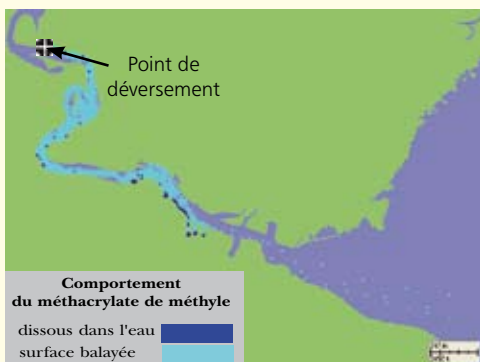 Point de
déversement
Comportement
du méthacrylate de méthyle
dissous dans l'eau
surface balayée